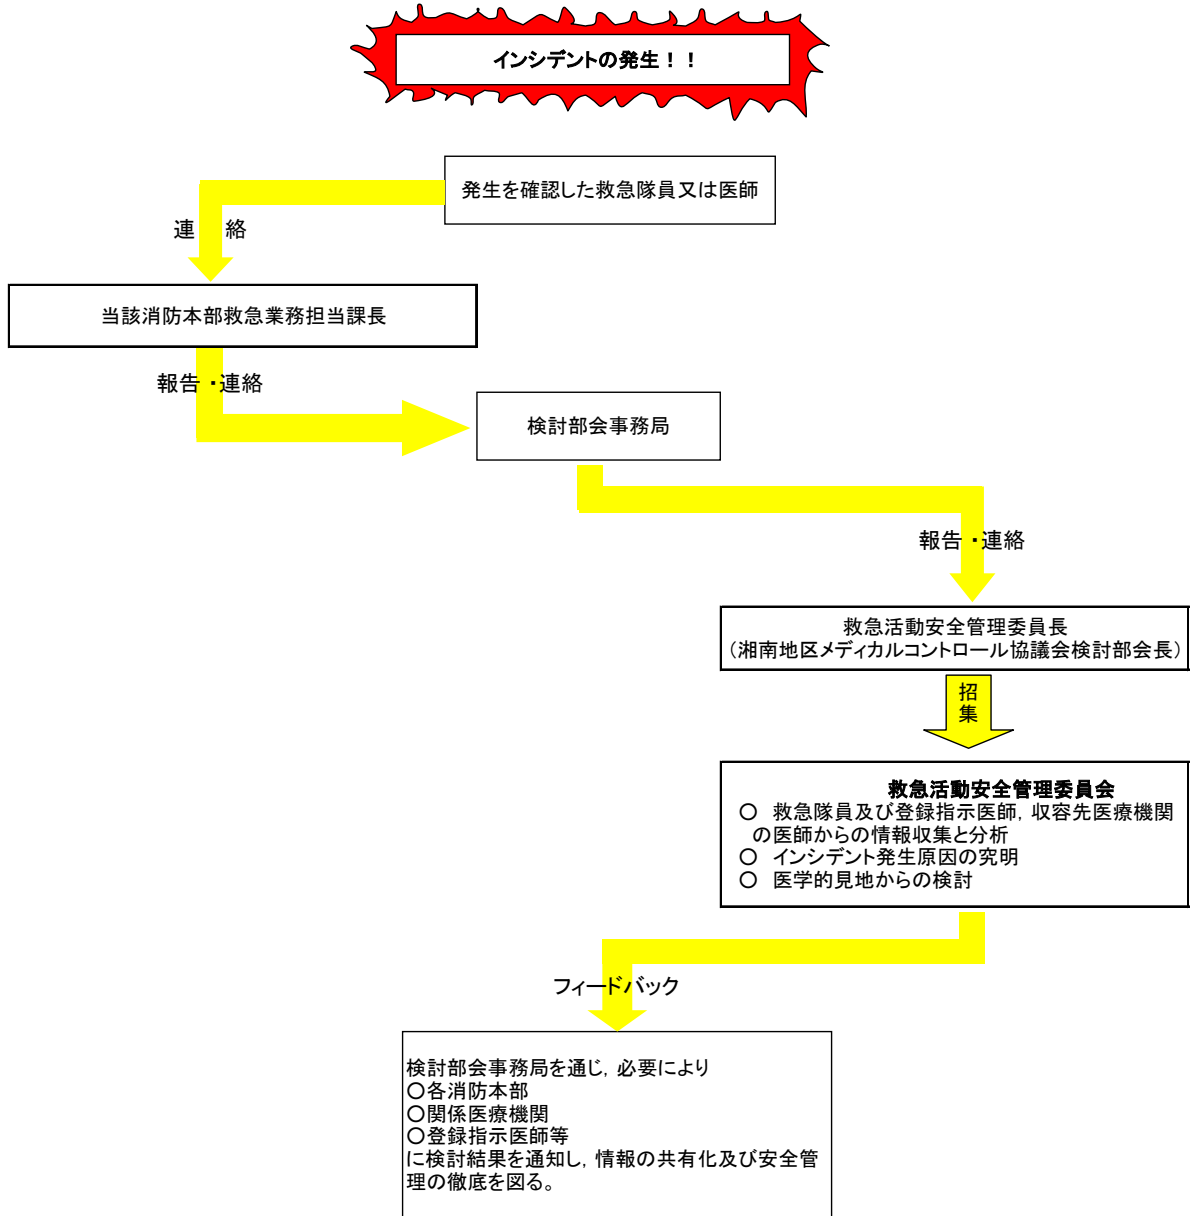 インシデントの発生！！
発生を確認した救急隊員又は医師
連　絡
当該消防本部救急業務担当課長
報告・連絡
検討部会事務局
報告・連絡
救急活動安全管理委員長
（湘南地区メディカルコントロール協議会検討部会長）
招
集
救急活動安全管理委員会
○　救急隊員及び登録指示医師，収容先医療機関
の医師からの情報収集と分析
○　インシデント発生原因の究明
○　医学的見地からの検討
フィードバック
検討部会事務局を通じ，必要により
○各消防本部
○関係医療機関
○登録指示医師等
に検討結果を通知し，情報の共有化及び安全管
理の徹底を図る。